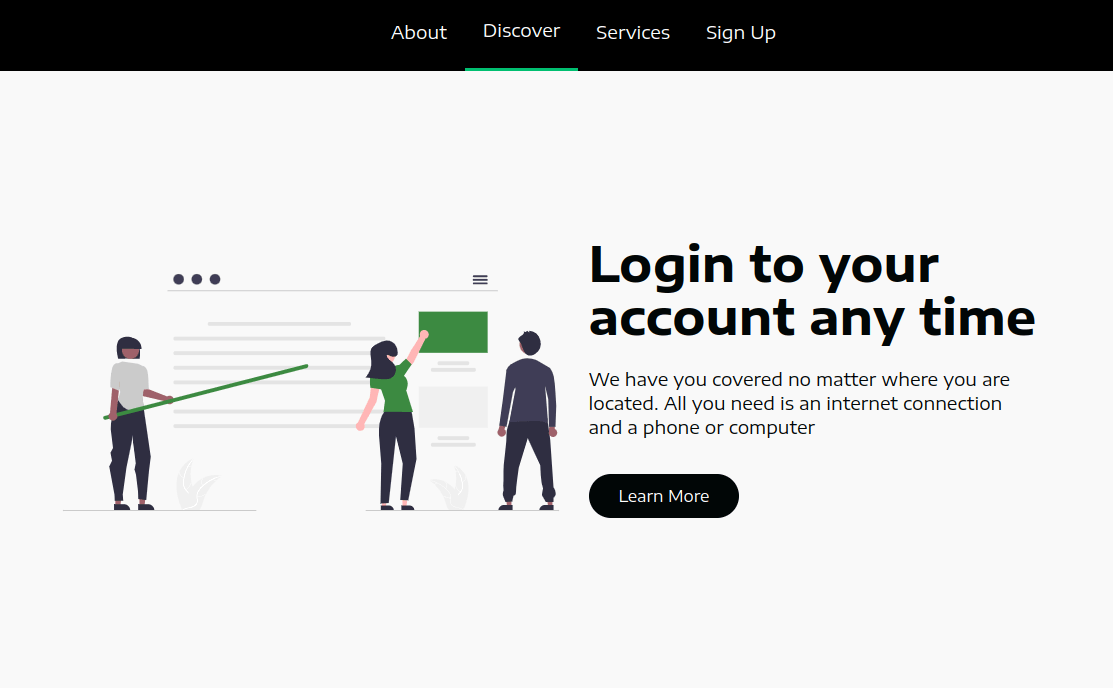 About Discover Services Sign Up
Login to your
account any time
We have you covered no matter where you are
located. All you need is an internet connection
and a phone or computer
Learn More